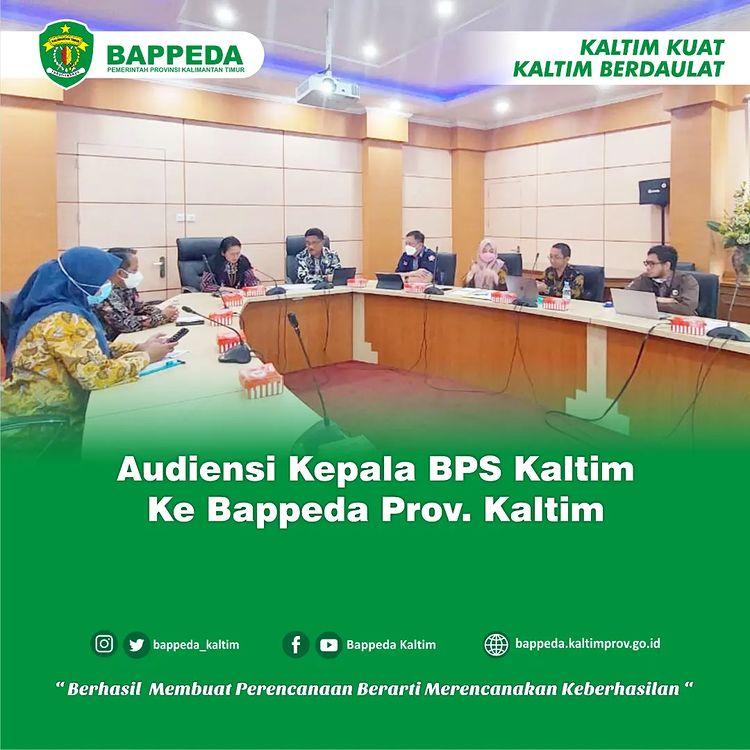 BAPPEDA
PEMERINTAH PROVINSI KALIMANTAN TIMUR
KALTIM KUAT
KALTIM BERDAULAT
Audiensi Kepala BPS Kaltim
Ke Bappeda Prov. Kaltim
bappeda_kaltim
Bappeda Kaltim
bappeda.kaltimprov.go.id
“ Berhasil Membuat Perencanaan Berarti Merencanakan Keberhasilan “